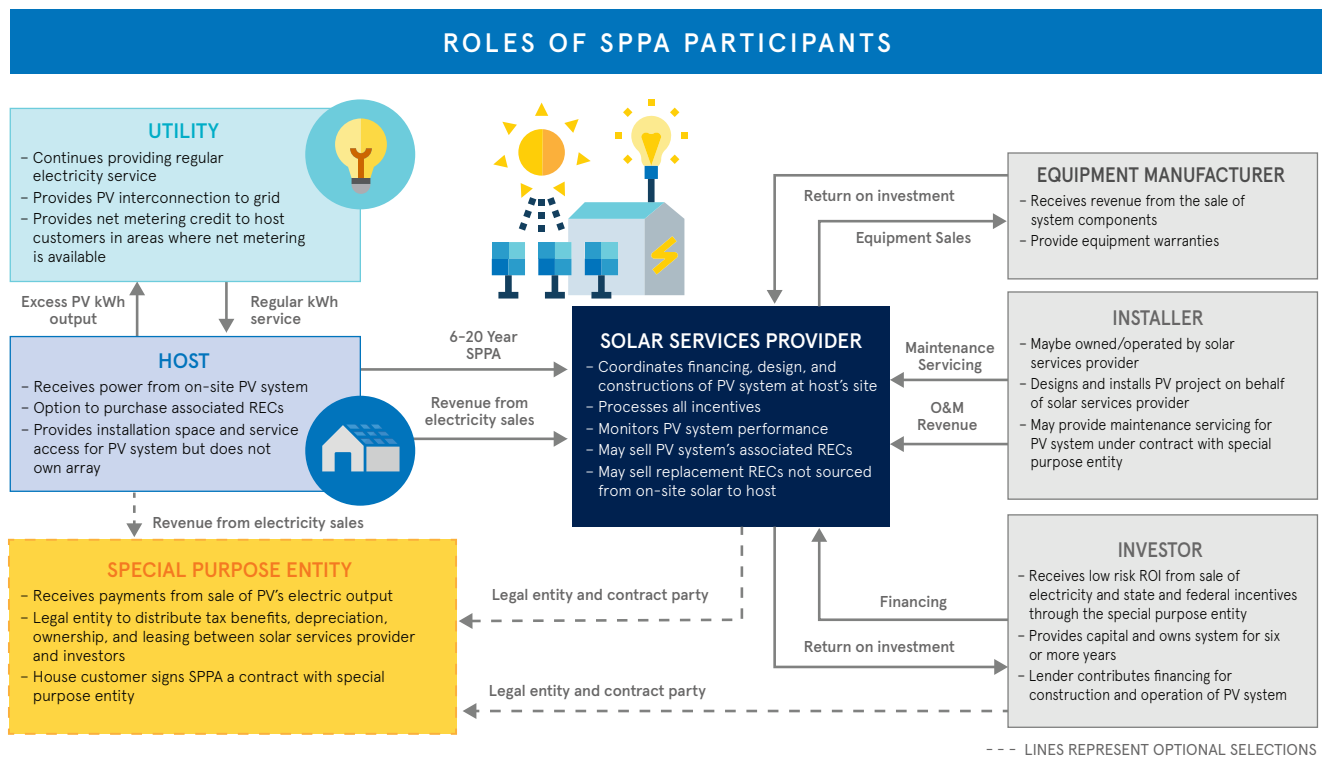 ROLES OF SPPA PARTICIPANTS
UTILITY
– Continues providing regular
electricity service
– Provides PV interconnection to grid
– Provides net metering credit to host
customers in areas where net metering
is available
Excess PV kWh
output
Regular kWh
service
HOST
– Receives power from on-site PV system
– Option to purchase associated RECs
– Provides installation space and service
access for PV system but does not
own array
6-20 Year
SPPA
Revenue from
electricity sales
Revenue from electricity sales
SPECIAL PURPOSE ENTITY
– Receives payments from sale of PV's electric output
– Legal entity to distribute tax benefits, depreciation,
ownership, and leasing between solar services provider
and investors
– House customer signs SPPA a contract with special
purpose entity
SOLAR SERVICES PROVIDER
– Coordinates financing, design, and
constructions of PV system at host's site
– Processes all incentives
– Monitors PV system performance
– May sell PV system's associated RECs
– May sell replacement RECs not sourced
from on-site solar to host
Return on investment
Equipment Sales
EQUIPMENT MANUFACTURER
– Receives revenue from the sale of
system components
– Provide equipment warranties
Maintenance
Servicing
O&M
Revenue
INSTALLER
– Maybe owned/operated by solar
services provider
– Designs and installs PV project on behalf
of solar services provider
– May provide maintenance servicing for
PV system under contract with special
purpose entity
Legal entity and contract party
Financing
Return on investment
Legal entity and contract party
INVESTOR
– Receives low risk ROI from sale of
electricity and state and federal incentives
through the special purpose entity
– Provides capital and owns system for six
or more years
– Lender contributes financing for
construction and operation of PV system
--- LINES REPRESENT OPTIONAL SELECTIONS